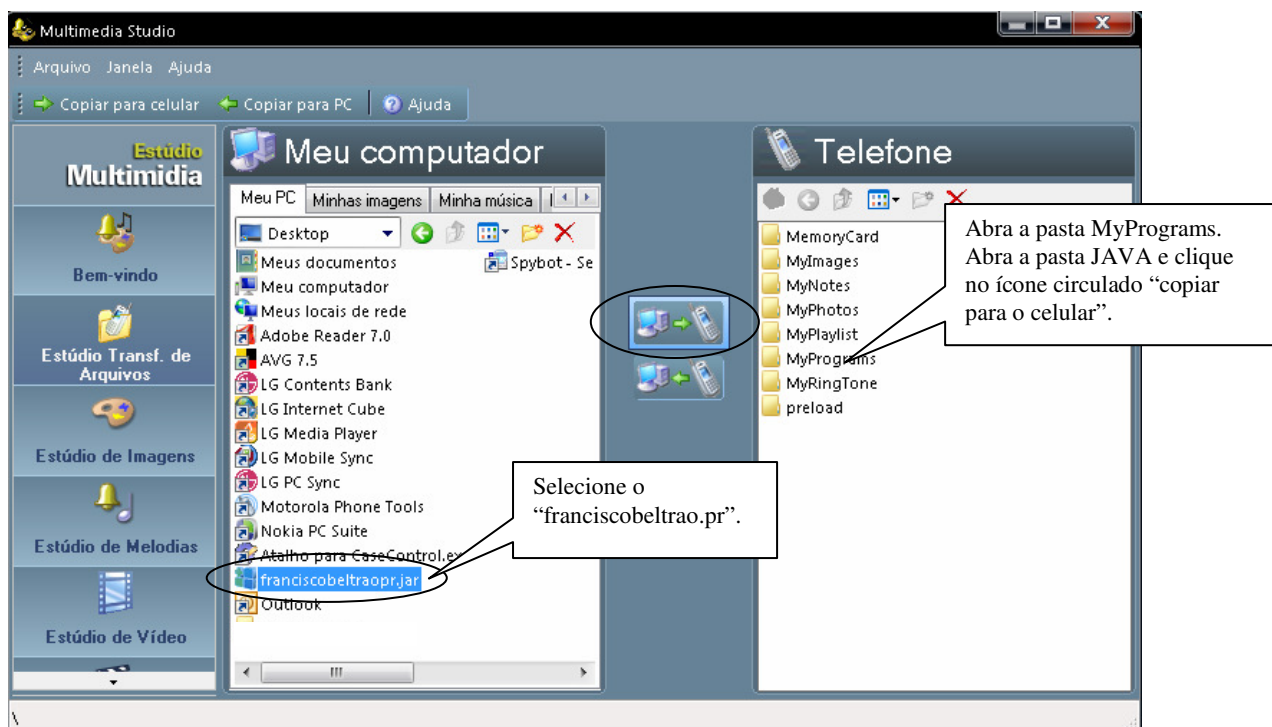 Multimedia Studio
Arquivo Janela Ajuda
Copiar para celular Copiar para PC Ajuda
Estúdio
Multimidia
Bem-vindo
Estúdio Transf. de
Arquivos
Estúdio de Imagens
Estúdio de Melodias
Estúdio de Vídeo
Meu computador
Meu PC Minhas imagens Minha música
Desktop
Meus documentos Spybot - Se
Meu computador
Meus locais de rede
Adobe Reader 7.0
AVG 7.5
LG Contents Bank
LG Internet Cube
LG Media Player
LG Mobile Sync
LG PC Sync
Motorola Phone Tools
Nokia PC Suite
Atalho para CaseControl.ex
franciscobeltraopr.jar
Outlook
Selecione o
“franciscobeltrao.pr”.
Telefone
MemoryCard
MyImages
MyNotes
MyPhotos
MyPlaylist
MyPrograms
MyRingTone
preload
Abra a pasta MyPrograms.
Abra a pasta JAVA e clique
no ícone circulado “copiar
para o celular”.
\